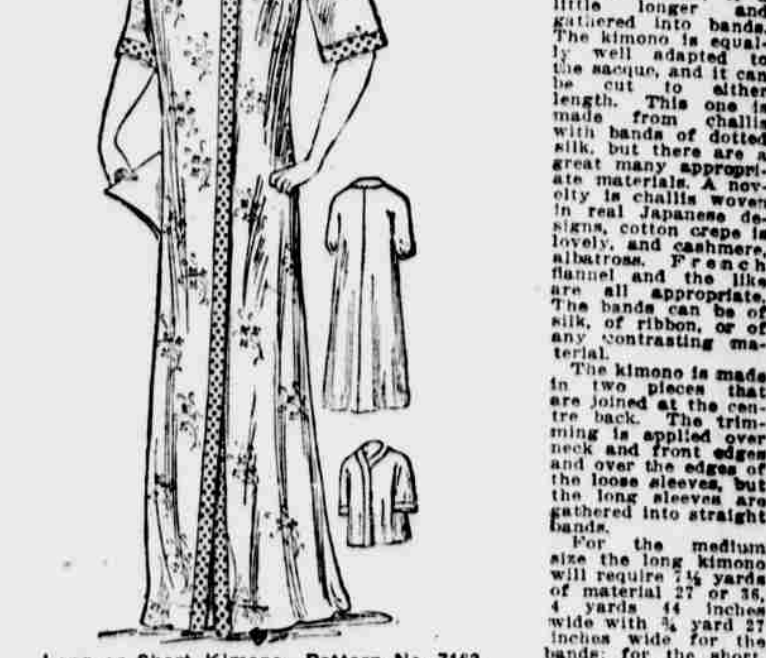 little longer and
gathered into bands.
The kimono is equal-
ly well adapted to
the sacque, and it can
be cut to either
length. This one is
made from challis
with bands of dotted
silk, but there are a
great many appropri-
ate materials. A nov-
elty is challis woven
in real Japanese de-
signs, cotton crepe is
lovely, and cashmere,
albatross. French
flannel and the like
are all appropriate.
The bands can be of
silk, of ribbon, or of
any contrasting ma-
terial.
The kimono is made
in two pieces that
are joined at the cen-
tre back. The trim-
ming is applied over
neck and front edges
and over the edges of
the loose sleeves, but
the long sleeves are
gathered into straight
bands.
For the medium
size the long kimono
will require 7½ yards
of material 27 or 36,
4 yards 44 inches
wide with ¾ yard 27
inches wide for the
bands; for the short
Long or Short Kimono, Pattern No.